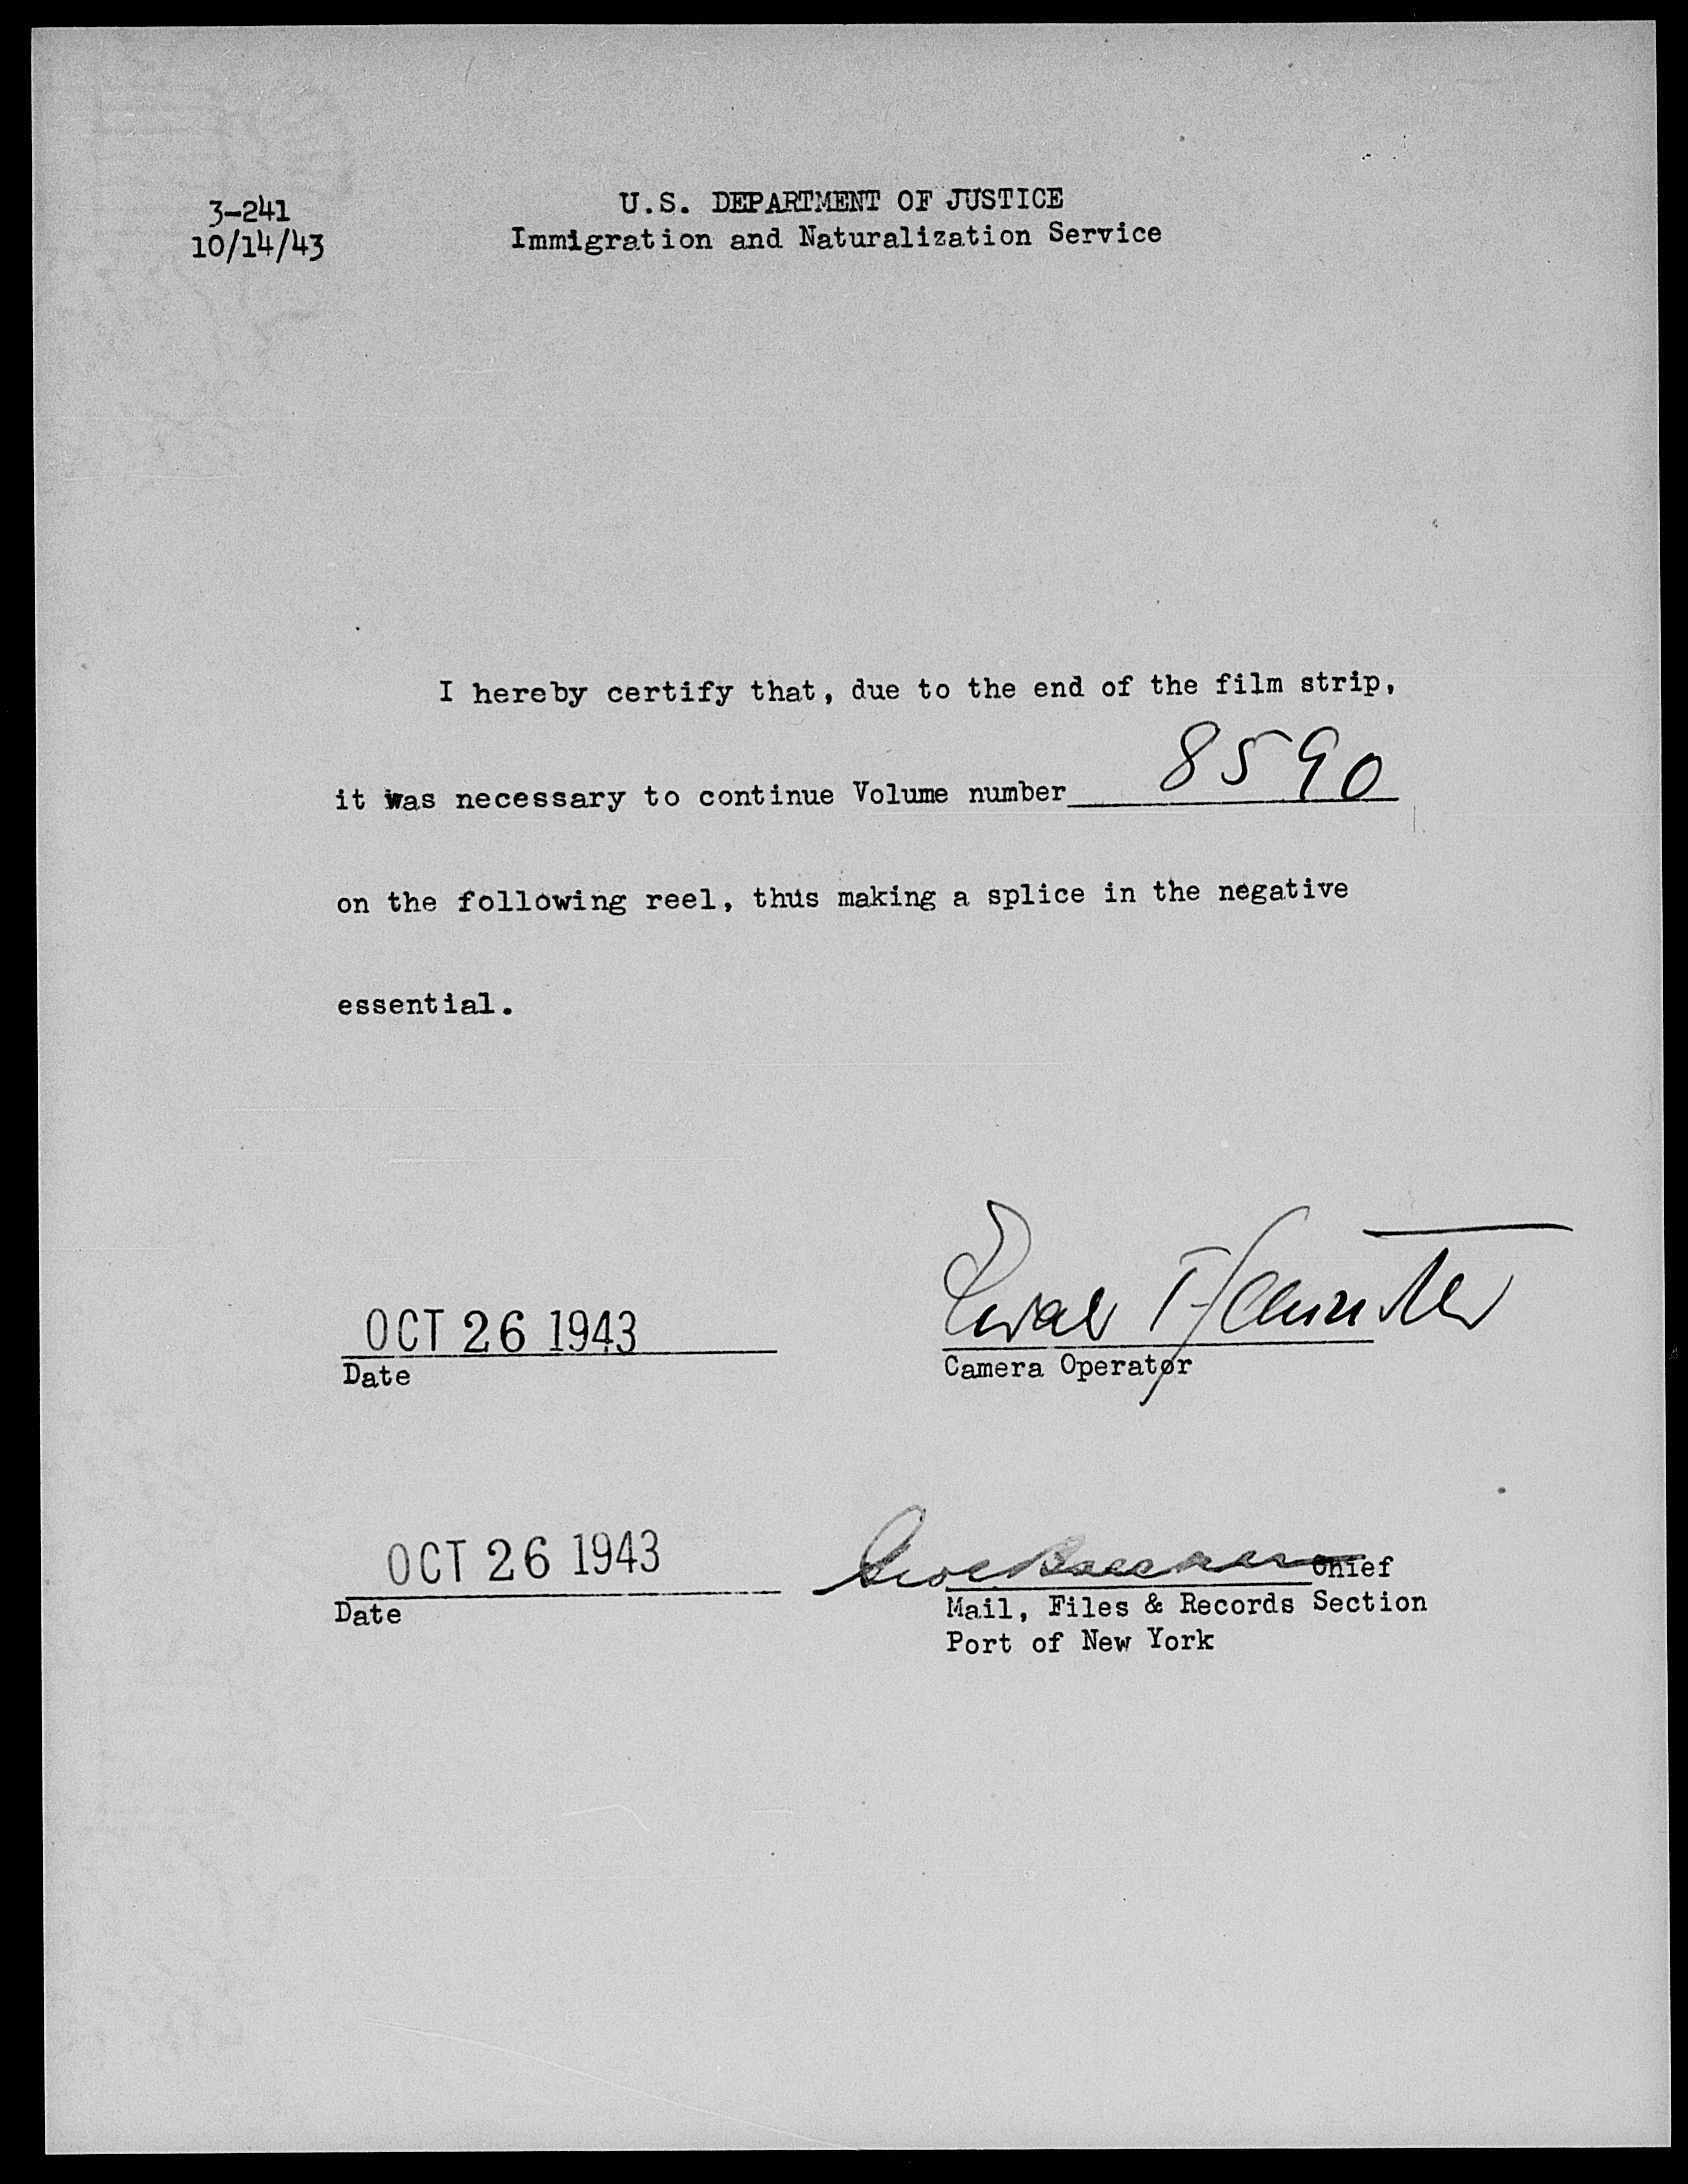 3-241
10/14/43
U.S. DEPARTMENT OF JUSTICE
Immigration and Naturalization Service
I hereby certify that, due to the end of the film strip,
it was necessary to continue Volume number 8590
on the following reel, thus making a splice in the negative
essential.
OCT 26 1943
Date
Camera Operator
OCT 26 1943
Date
Chief
Mail, Files & Records Section
Port of New York